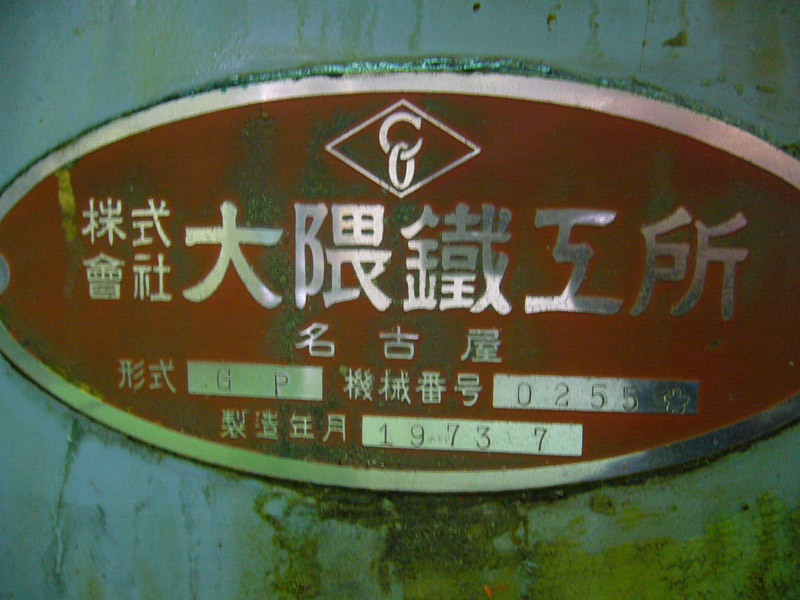 株式會社 大隈鐵工所
名古屋
形式 GP 機械番号 0255
製造年月 1973 7